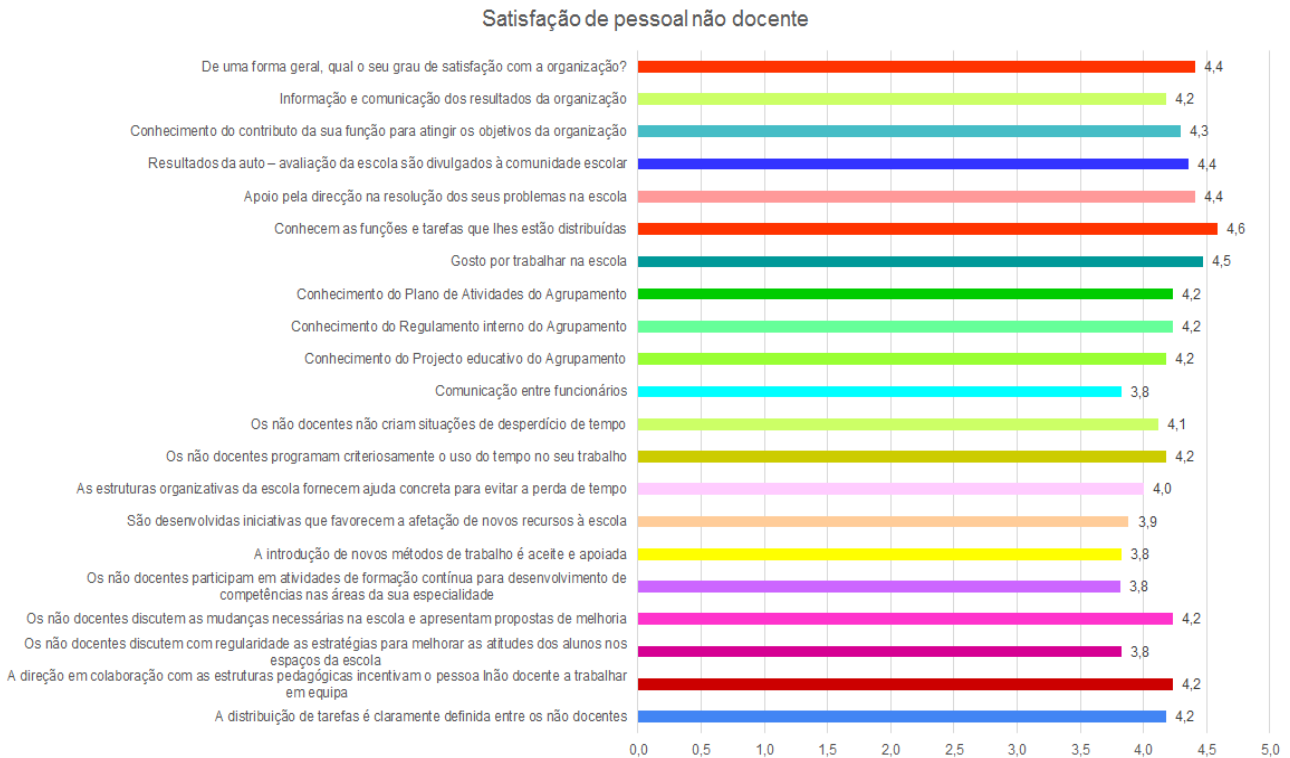 Satisfação de pessoal não docente
De uma forma geral, qual o seu grau de satisfação com a organização?
4,4
Informação e comunicação dos resultados da organização
4,2
Conhecimento do contributo da sua função para atingir os objetivos da organização
4,3
Resultados da auto – avaliação da escola são divulgados à comunidade escolar
4,4
Apoio pela direcção na resolução dos seus problemas na escola
4,4
Conhecem as funções e tarefas que lhes estão distribuídas
4,6
Gosto por trabalhar na escola
4,5
Conhecimento do Plano de Atividades do Agrupamento
4,2
Conhecimento do Regulamento interno do Agrupamento
4,2
Conhecimento do Projecto educativo do Agrupamento
4,2
Comunicação entre funcionários
3,8
Os não docentes não criam situações de desperdício de tempo
4,1
Os não docentes programam criteriosamente o uso do tempo no seu trabalho
4,2
As estruturas organizativas da escola fornecem ajuda concreta para evitar a perda de tempo
4,0
São desenvolvidas iniciativas que favorecem a afetação de novos recursos à escola
3,9
A introdução de novos métodos de trabalho é aceite e apoiada
3,8
Os não docentes participam em atividades de formação contínua para desenvolvimento de
competências nas áreas da sua especialidade
3,8
Os não docentes discutem as mudanças necessárias na escola e apresentam propostas de melhoria
4,2
Os não docentes discutem com regularidade as estratégias para melhorar as atitudes dos alunos nos
espaços da escola
3,8
A direção em colaboração com as estruturas pedagógicas incentivam o pessoa lnão docente a trabalhar
em equipa
4,2
A distribuição de tarefas é claramente definida entre os não docentes
4,2
0,0 0,5 1,0 1,5 2,0 2,5 3,0 3,5 4,0 4,5 5,0